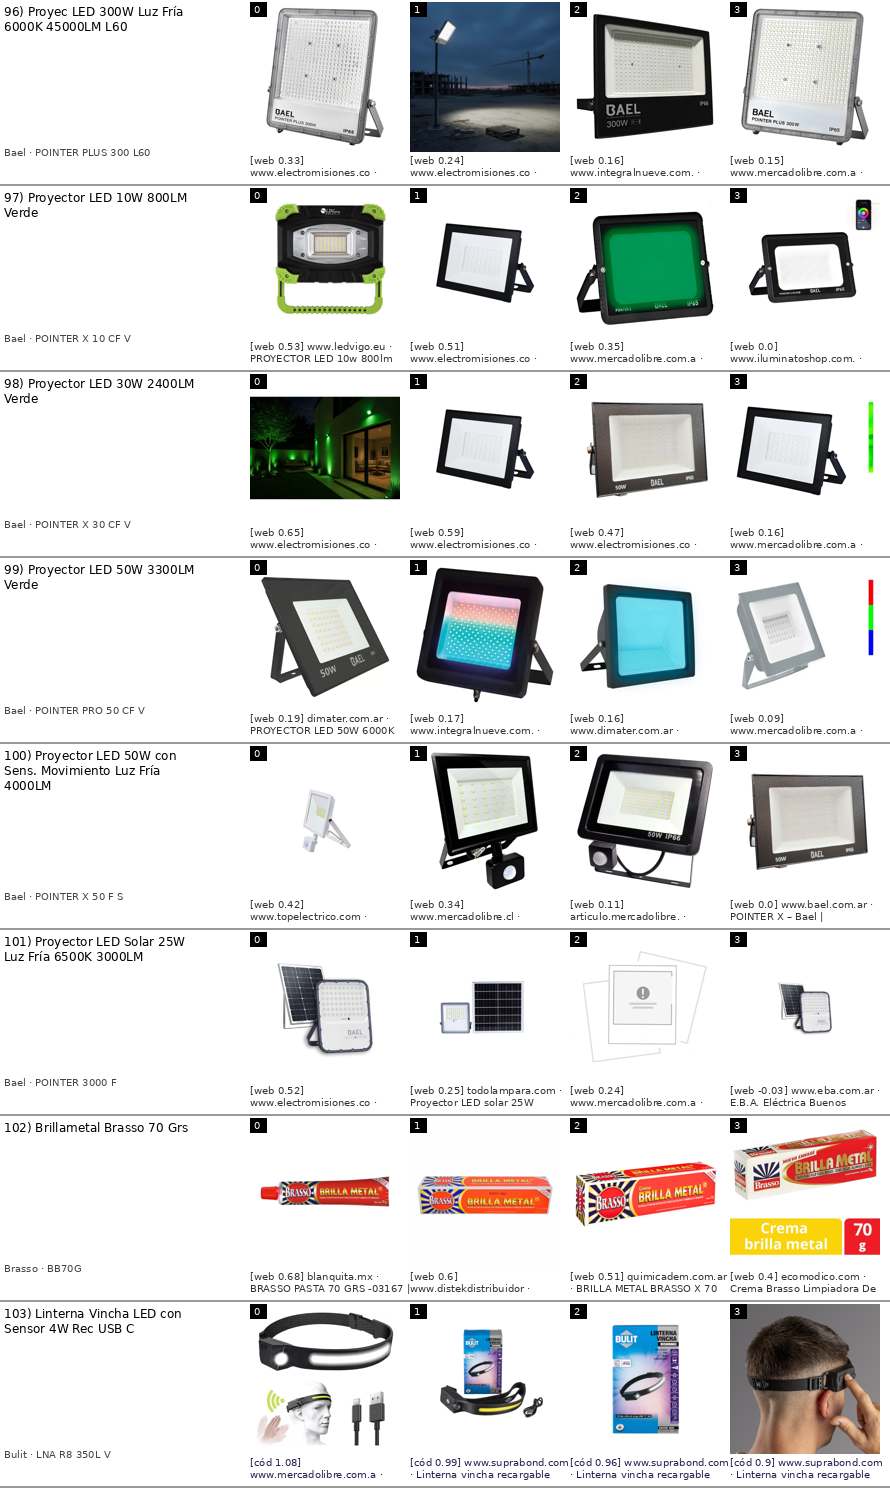 96) Proyec LED 300W Luz Fría
6000K 45000LM L60
Bael · POINTER PLUS 300 L60
0
1
2
3
BAEL
POINTER PLUS 300W
IP65
BAEL
300W
IP66
BAEL
POINTER PLUS 300W
IP65
[web 0.33]
www.electromisiones.co ·
[web 0.24]
www.electromisiones.co ·
[web 0.16]
www.integralnueve.com. ·
[web 0.15]
www.mercadolibre.com.a ·
97) Proyector LED 10W 800LM
Verde
Bael · POINTER X 10 CF V
0
1
2
3
BAEL
IP65
BAEL
IP65
[web 0.53] www.ledvigo.eu ·
PROYECTOR LED 10w 800lm
[web 0.51]
www.electromisiones.co ·
[web 0.35]
www.mercadolibre.com.a ·
[web 0.0]
www.iluminatoshop.com. ·
98) Proyector LED 30W 2400LM
Verde
Bael · POINTER X 30 CF V
0
1
2
3
50W
BAEL
IP65
[web 0.65]
www.electromisiones.co ·
[web 0.59]
www.electromisiones.co ·
[web 0.47]
www.electromisiones.co ·
[web 0.16]
www.mercadolibre.com.a ·
99) Proyector LED 50W 3300LM
Verde
Bael · POINTER PRO 50 CF V
0
1
2
3
50W
BAEL
[web 0.19] dimater.com.ar ·
PROYECTOR LED 50W 6000K
[web 0.17]
www.integralnueve.com. ·
[web 0.16]
www.dimater.com.ar ·
[web 0.09]
www.mercadolibre.com.a ·
100) Proyector LED 50W con
Sens. Movimiento Luz Fría
4000LM
Bael · POINTER X 50 F S
0
1
2
3
50W IP66
50W
BAEL
IP65
[web 0.42]
www.topelectrico.com ·
[web 0.34]
www.mercadolibre.cl ·
[web 0.11]
articulo.mercadolibre. ·
[web 0.0] www.bael.com.ar ·
POINTER X – Bael |
101) Proyector LED Solar 25W
Luz Fría 6500K 3000LM
Bael · POINTER 3000 F
0
1
2
3
BAEL
[web 0.52]
www.electromisiones.co ·
[web 0.25] todolampara.com ·
Proyector LED solar 25W
[web 0.24]
www.mercadolibre.com.a ·
[web -0.03] www.eba.com.ar ·
E.B.A. Eléctrica Buenos
102) Brillametal Brasso 70 Grs
Brasso · BB70G
0
1
2
3
BRASSO
BRILLA METAL
BRASSO
BRILLA METAL
BRASSO
BRILLA METAL
NUEVO ENVASE
Brasso
BRILLA METAL
Crema
brilla metal
70
g
[web 0.68] blanquita.mx ·
BRASSO PASTA 70 GRS -03167 |
[web 0.6]
www.distekdistribuidor ·
[web 0.51] quimicadem.com.ar
· BRILLA METAL BRASSO X 70
[web 0.4] ecomodico.com ·
Crema Brasso Limpiadora De
103) Linterna Vincha LED con
Sensor 4W Rec USB C
Bulit · LNA R8 350L V
0
1
2
3
BULIT
BULIT
LINTERNA
VINCHA
[cód 1.08]
www.mercadolibre.com.a ·
[cód 0.99] www.suprabond.com
· Linterna vincha recargable
[cód 0.96] www.suprabond.com
· Linterna vincha recargable
[cód 0.9] www.suprabond.com
· Linterna vincha recargable